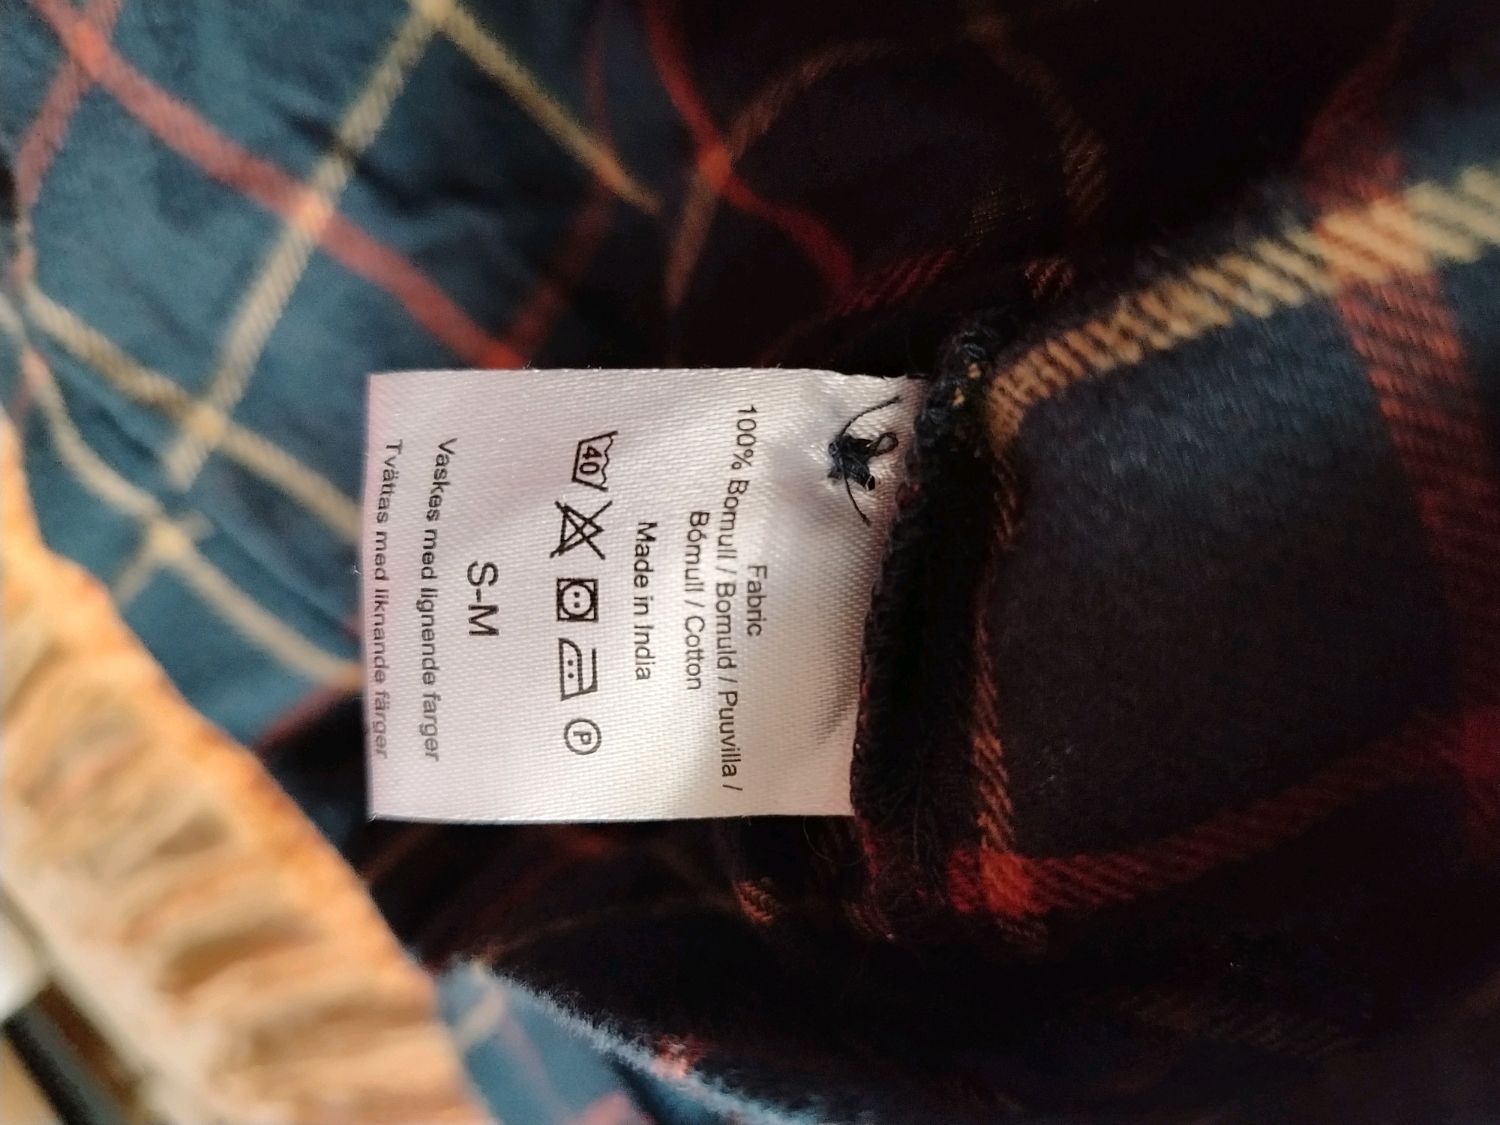 Fabric
100% Bomull / Bomuld / Puuvilla /
Bómull / Cotton
Made in India
40 P
S-M
Vaskes med lignende farger
Tvättas med liknande färger